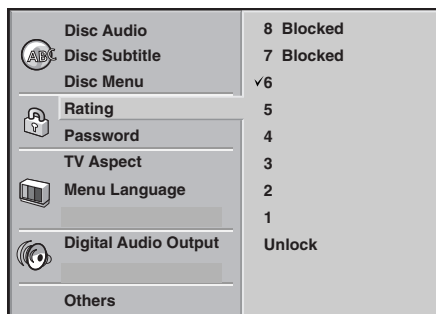 Disc Audio
Disc Subtitle
Disc Menu
Rating
Password
TV Aspect
Menu Language
Digital Audio Output
Others
ABC
8 Blocked
7 Blocked
✓6
5
4
3
2
1
Unlock